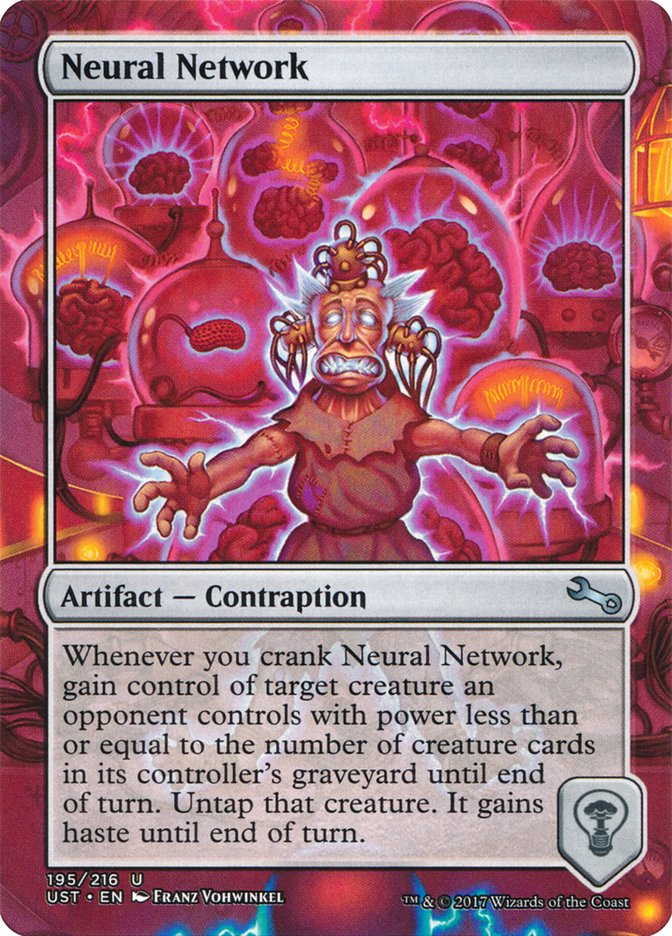 Neural Network
Artifact — Contraption
Whenever you crank Neural Network,
gain control of target creature an
opponent controls with power less than
or equal to the number of creature cards
in its controller's graveyard until end
of turn. Untap that creature. It gains
haste until end of turn.
195/216 U
UST • EN Franz Vohwinkel
™ & © 2017 Wizards of the Coast